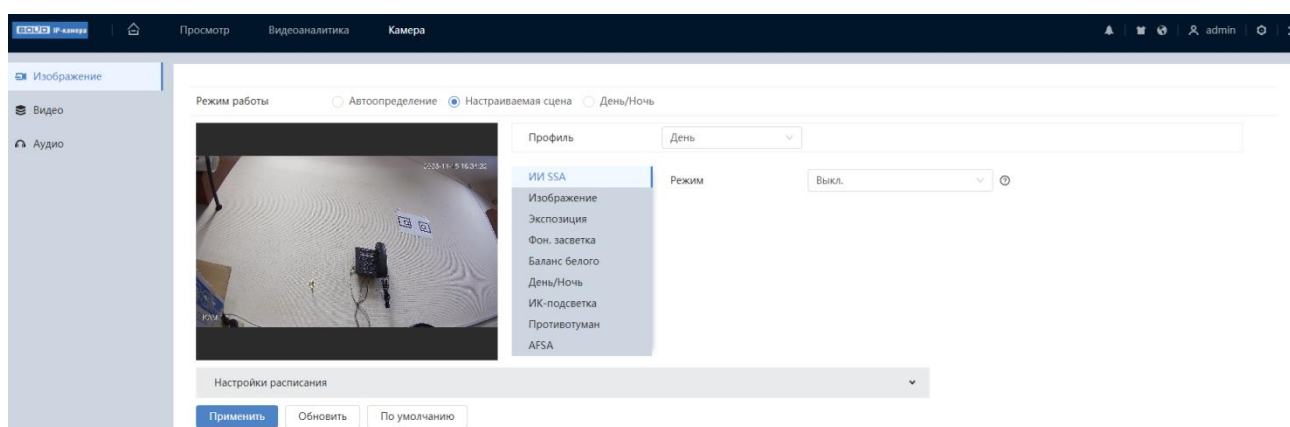 BOLID IP-камера Просмотр Видеоаналитика Камера admin
Изображение
Видео
Аудио
Режим работы Автоопределение Настраиваемая сцена День/Ночь
Профиль День
ИИ SSA Режим Выкл.
Изображение
Экспозиция
Фон. засветка
Баланс белого
День/Ночь
ИК-подсветка
Противотуман
AFSA
Настройки расписания
Применить Обновить По умолчанию